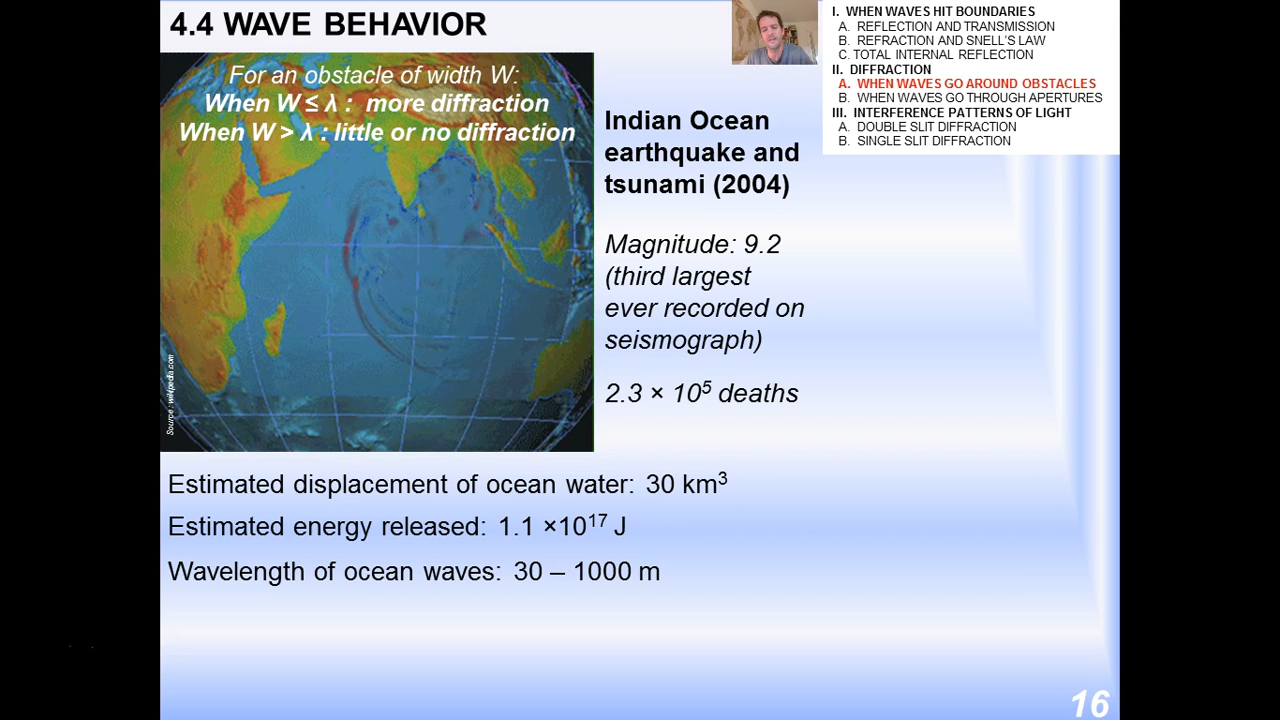 4.4 WAVE BEHAVIOR
For an obstacle of width W:
When W ≤ λ : more diffraction
When W > λ : little or no diffraction
Source: wikipedia.com
Indian Ocean
earthquake and
tsunami (2004)
Magnitude: 9.2
(third largest
ever recorded on
seismograph)
2.3 × 10⁵ deaths
Estimated displacement of ocean water: 30 km³
Estimated energy released: 1.1 ×10¹⁷ J
Wavelength of ocean waves: 30 – 1000 m
I. WHEN WAVES HIT BOUNDARIES
A. REFLECTION AND TRANSMISSION
B. REFRACTION AND SNELL'S LAW
C. TOTAL INTERNAL REFLECTION
II. DIFFRACTION
A. WHEN WAVES GO AROUND OBSTACLES
B. WHEN WAVES GO THROUGH APERTURES
III. INTERFERENCE PATTERNS OF LIGHT
A. DOUBLE SLIT DIFFRACTION
B. SINGLE SLIT DIFFRACTION
16